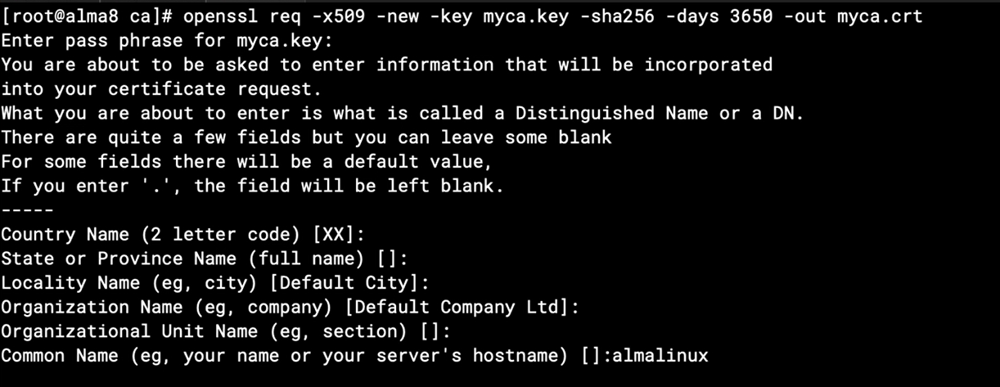 [root@alma8 ca]# openssl req -x509 -new -key myca.key -sha256 -days 3650 -out myca.crt
Enter pass phrase for myca.key:
You are about to be asked to enter information that will be incorporated
into your certificate request.
What you are about to enter is what is called a Distinguished Name or a DN.
There are quite a few fields but you can leave some blank
For some fields there will be a default value,
If you enter '.', the field will be left blank.
-----
Country Name (2 letter code) [XX]:
State or Province Name (full name) []:
Locality Name (eg, city) [Default City]:
Organization Name (eg, company) [Default Company Ltd]:
Organizational Unit Name (eg, section) []:
Common Name (eg, your name or your server's hostname) []:almalinux